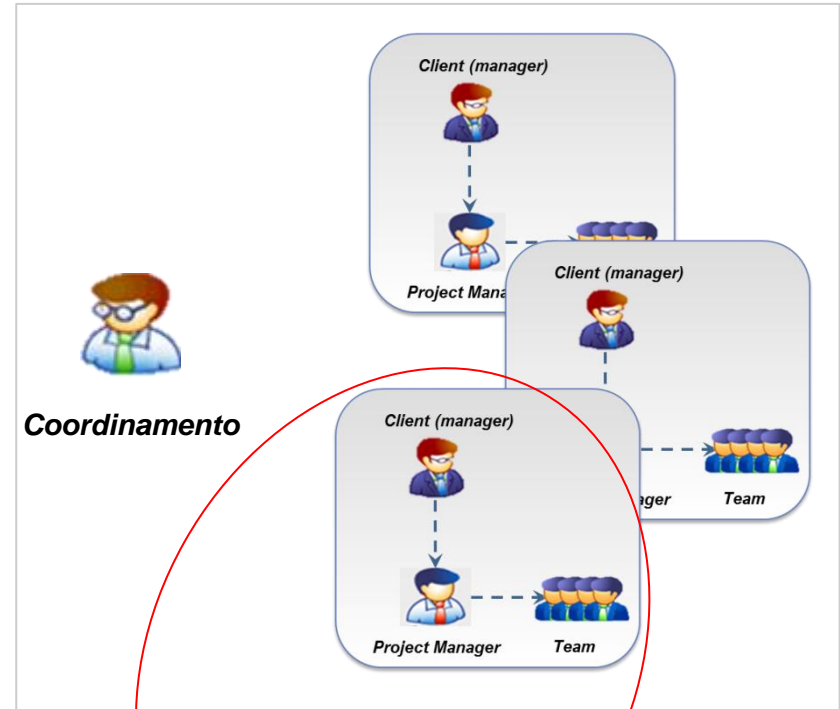 Client (manager)
Project Mana
Client (manager)
ager
Team
Coordinamento
Client (manager)
Project Manager
Team